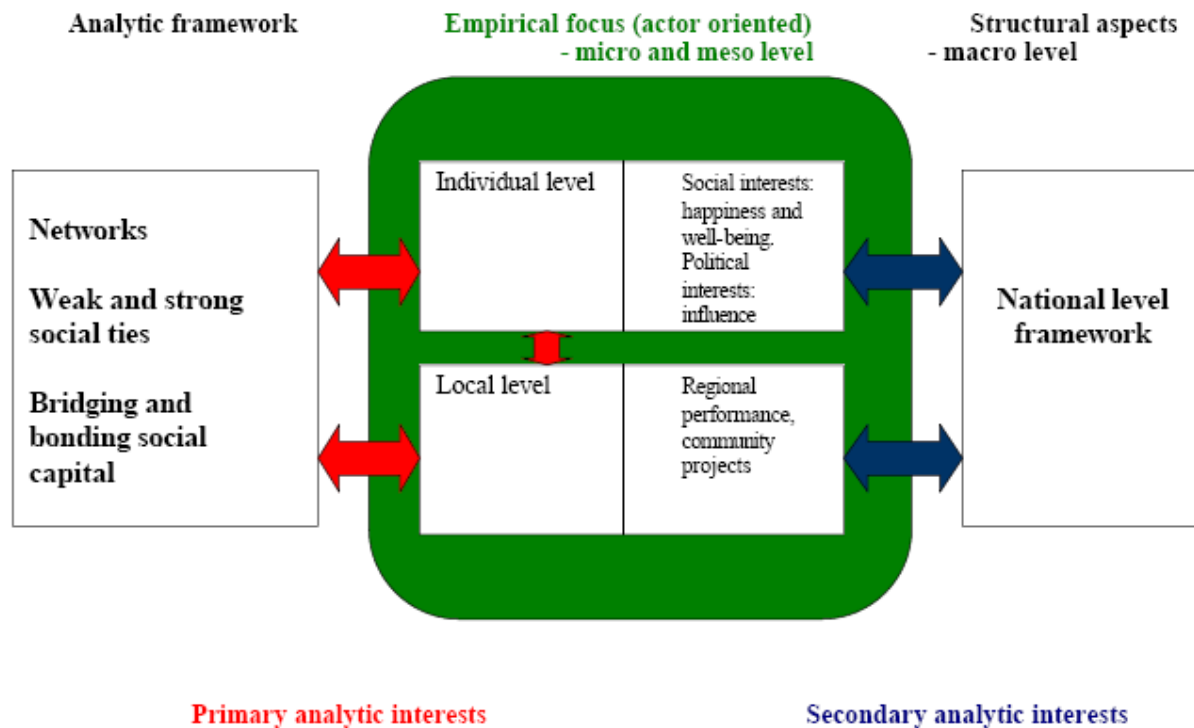 Analytic framework
Empirical focus (actor oriented)
- micro and meso level
Structural aspects
- macro level
Networks
Weak and strong
social ties
Bridging and
bonding social
capital
Individual level
Social interests:
happiness and
well-being.
Political
interests:
influence
Local level
Regional
performance,
community
projects
National level
framework
Primary analytic interests
Secondary analytic interests